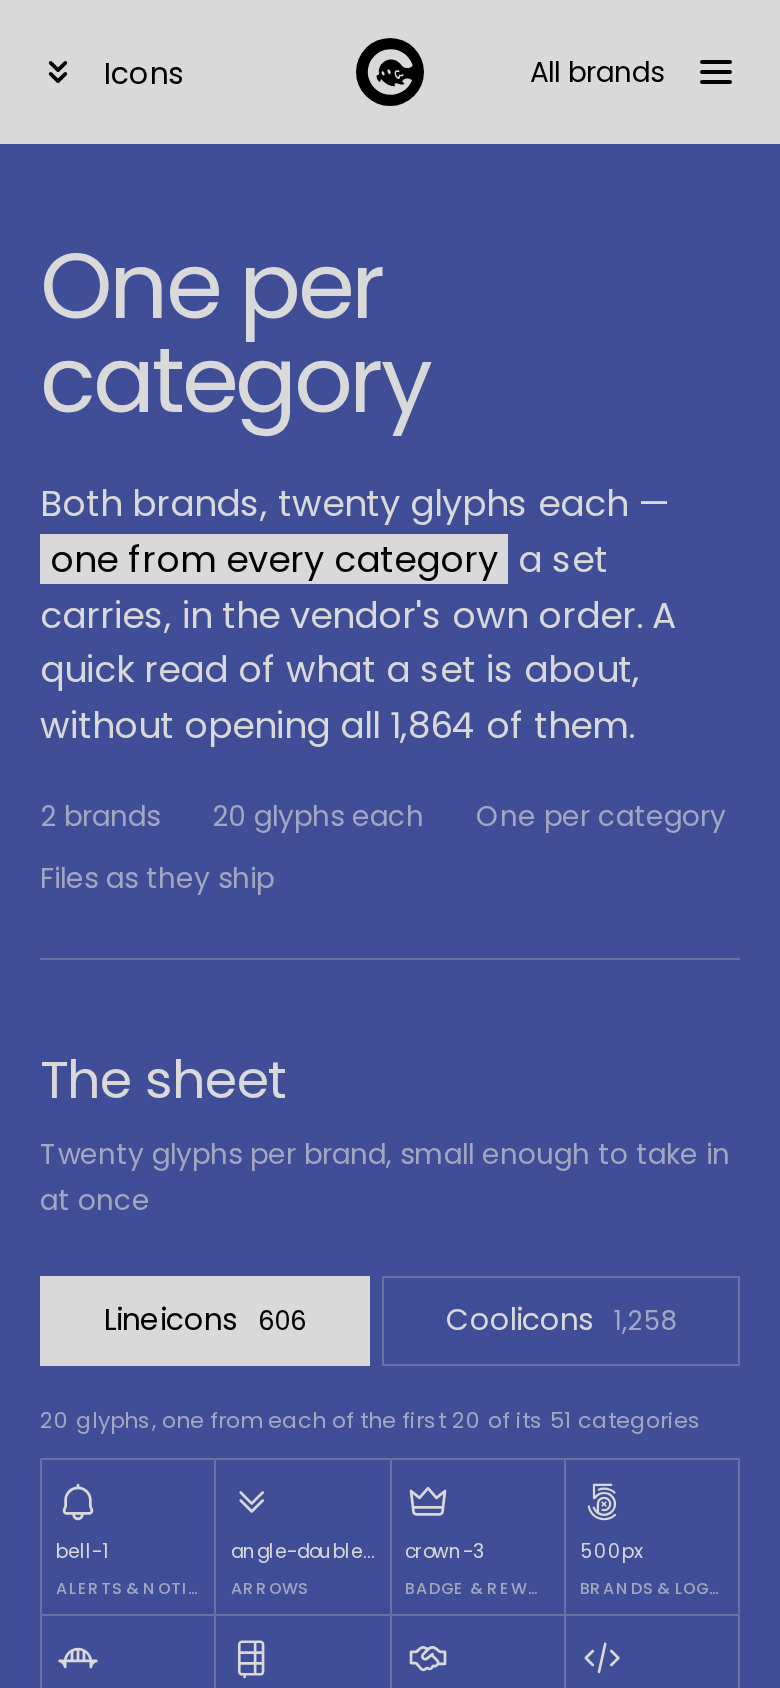 Icons
All brands
One per
category
Both brands, twenty glyphs each —
one from every category a set
carries, in the vendor's own order. A
quick read of what a set is about,
without opening all 1,864 of them.
2 brands 20 glyphs each One per category
Files as they ship
The sheet
Twenty glyphs per brand, small enough to take in
at once
Lineicons 606 Coolicons 1,258
20 glyphs, one from each of the first 20 of its 51 categories
bell-1 angle-double… crown-3 500px
ALERTS & NOTI… ARROWS BADGE & REW… BRANDS & LOG…